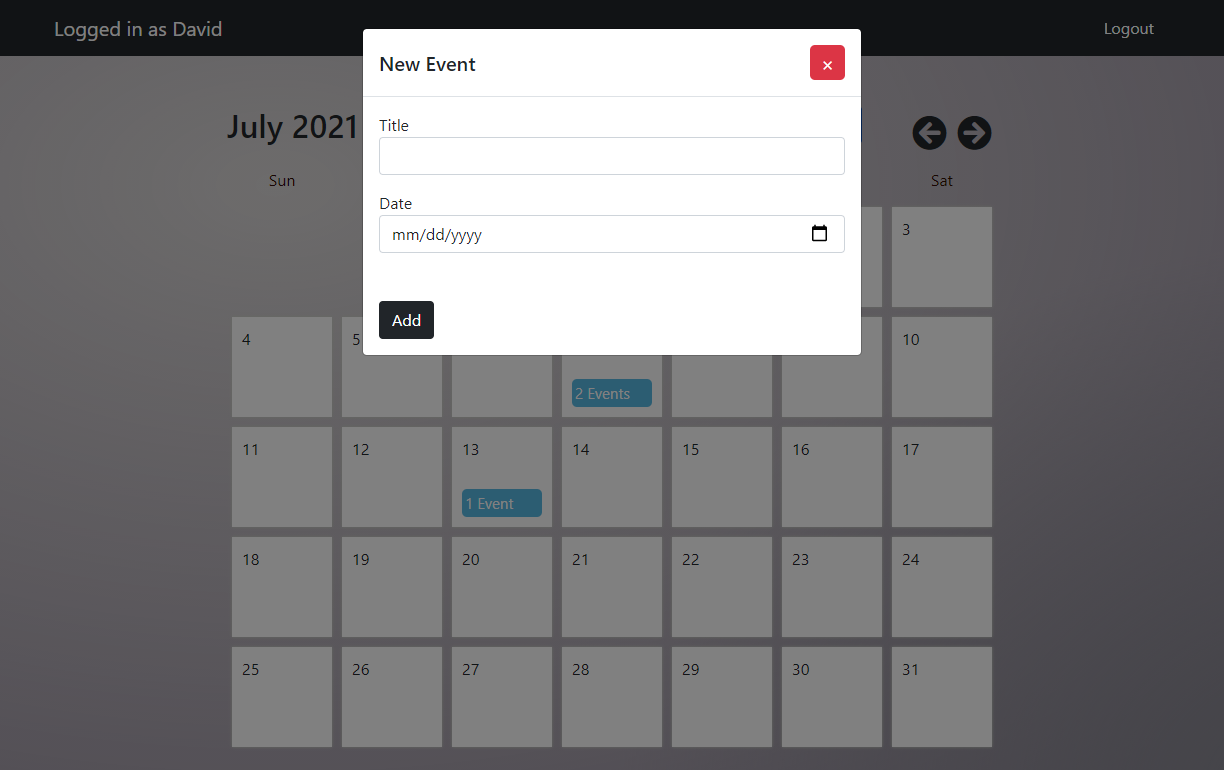 Logged in as David
Logout
New Event
×
Title
Date
mm/dd/yyyy
Add
July 2021
Sun
Sat
3
4
5
10
2 Events
11
12
13
14
15
16
17
1 Event
18
19
20
21
22
23
24
25
26
27
28
29
30
31